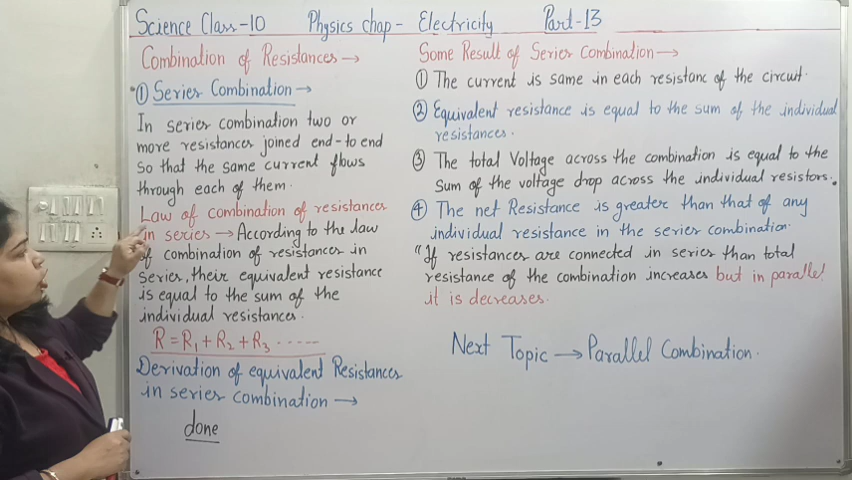 Science Class-10 Physics chap- Electricity Part-13
Combination of Resistances →
① Series Combination →
In series combination two or
more resistances joined end-to end
so that the same current flows
through each of them.
Law of combination of resistances
in series → According to the law
of combination of resistances in
series, their equivalent resistance
is equal to the sum of the
individual resistances.
R = R1 + R2 + R3 ......
Derivation of equivalent Resistances
in series combination →
done
Some Result of Series Combination →
① The current is same in each resistanc of the circuit.
② Equivalent resistance is equal to the sum of the individual
resistances.
③ The total Voltage across the combination is equal to the
sum of the voltage drop across the individual resistors.
④ The net Resistance is greater than that of any
individual resistance in the series combination.
"If resistances are connected in series than total
resistance of the combination increases but in parallel
it is decreases.
Next Topic → Parallel Combination.